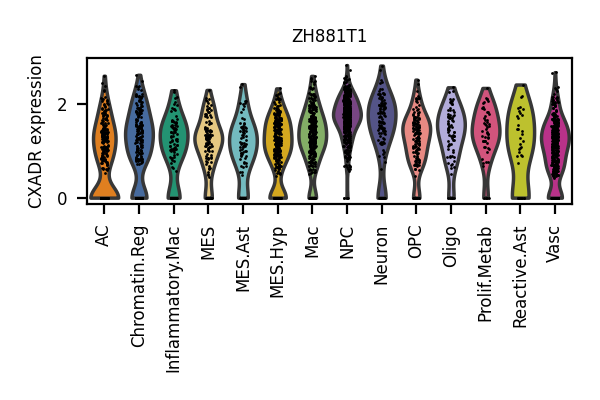 ZH881T1
CXADR expression
2
0
AC
Chromatin.Reg
Inflammatory.Mac
MES
MES.Ast
MES.Hyp
Mac
NPC
Neuron
OPC
Oligo
Prolif.Metab
Reactive.Ast
Vasc